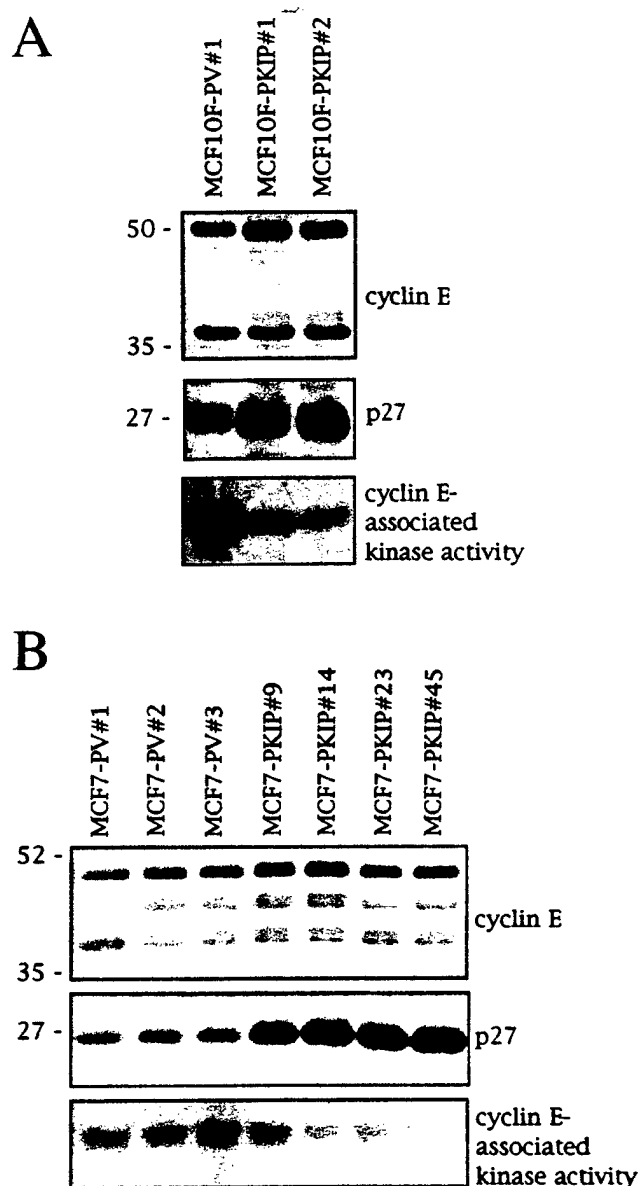 A
MCF10F-PV#1
MCF10F-PKIP#1
MCF10F-PKIP#2
50 -
cyclin E
35 -
27 -
p27
cyclin E-
associated
kinase activity
B
MCF7-PV#1
MCF7-PV#2
MCF7-PV#3
MCF7-PKIP#9
MCF7-PKIP#14
MCF7-PKIP#23
MCF7-PKIP#45
52 -
cyclin E
35 -
27 -
p27
cyclin E-
associated
kinase activity